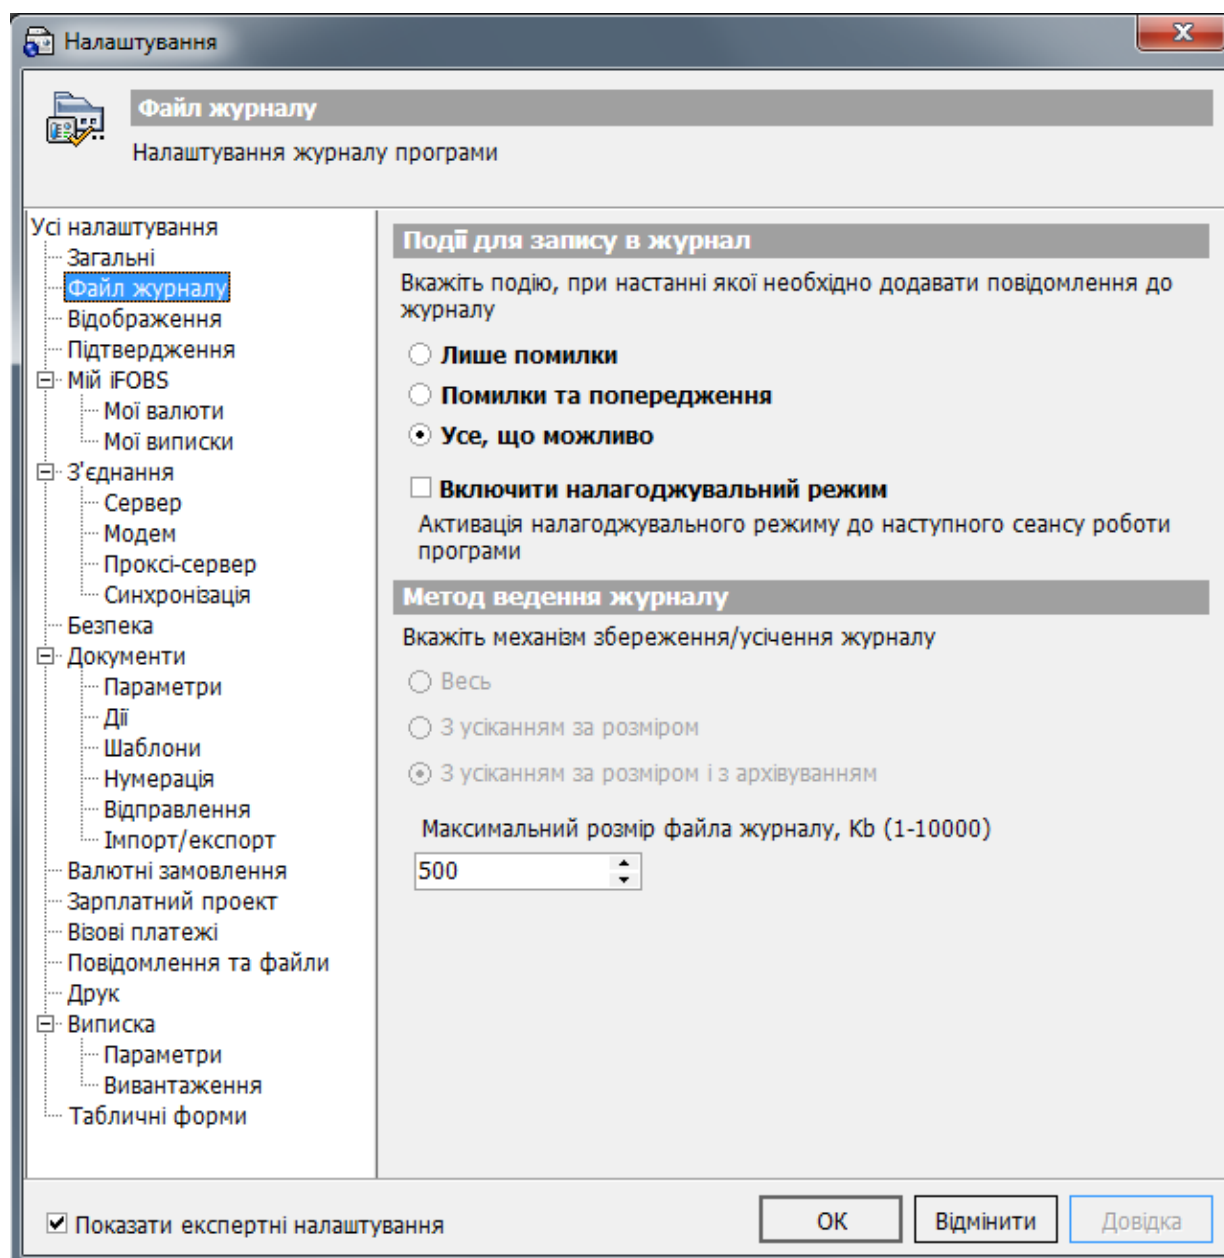 Налаштування
Файл журналу
Налаштування журналу програми
Усі налаштування
Загальні
Файл журналу
Відображення
Підтвердження
Мій iFOBS
Мої валюти
Мої виписки
З'єднання
Сервер
Модем
Проксі-сервер
Синхронізація
Безпека
Документи
Параметри
Дії
Шаблони
Нумерація
Відправлення
Імпорт/експорт
Валютні замовлення
Зарплатний проект
Візові платежі
Повідомлення та файли
Друк
Виписка
Параметри
Вивантаження
Табличні форми
Події для запису в журнал
Вкажіть подію, при настанні якої необхідно додавати повідомлення до
журналу
Лише помилки
Помилки та попередження
Усе, що можливо
Включити налагоджувальний режим
Активація налагоджувального режиму до наступного сеансу роботи
програми
Метод ведення журналу
Вкажіть механізм збереження/усічення журналу
Весь
З усіканням за розміром
З усіканням за розміром і з архівуванням
Максимальний розмір файла журналу, Kb (1-10000)
500
Показати експертні налаштування
OK
Відмінити
Довідка